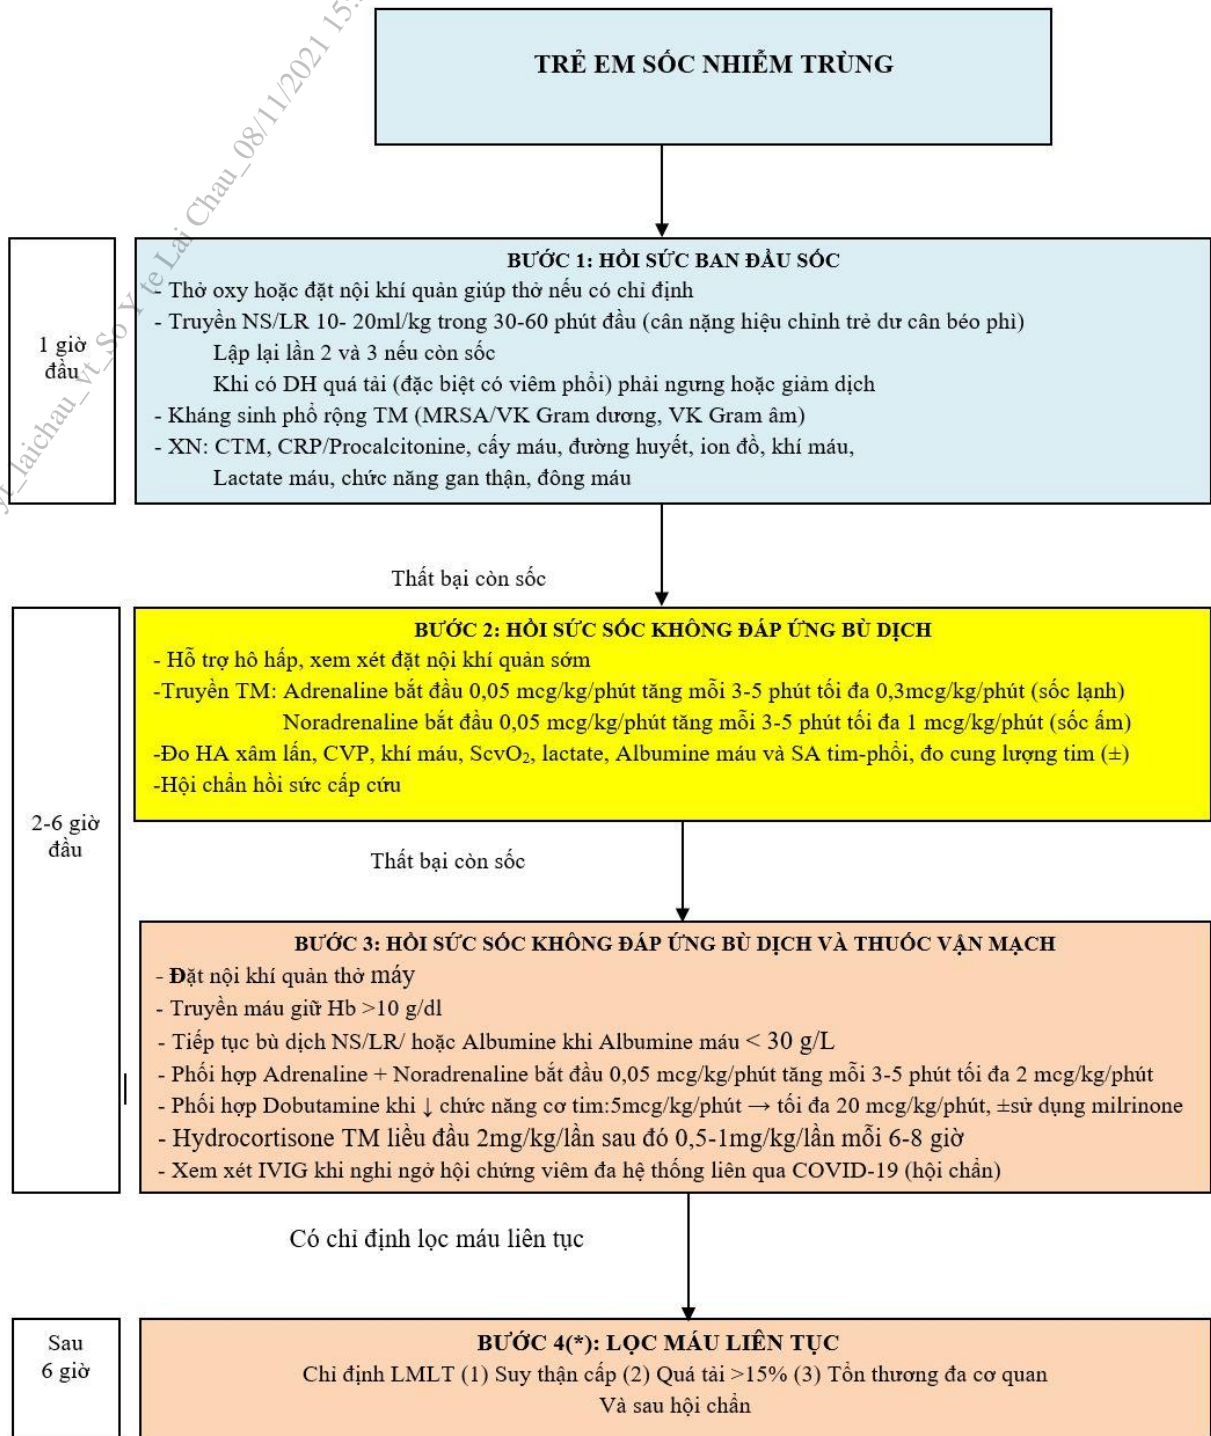 TRẺ EM SỐC NHIỄM TRÙNG
1 giờ
đầu
BƯỚC 1: HỒI SỨC BAN ĐẦU SỐC
- Thở oxy hoặc đặt nội khí quản giúp thở nếu có chỉ định
- Truyền NS/LR 10- 20ml/kg trong 30-60 phút đầu (cân nặng hiệu chỉnh trẻ dư cân béo phì)
Lập lại lần 2 và 3 nếu còn sốc
Khi có DH quá tải (đặc biệt có viêm phổi) phải ngưng hoặc giảm dịch
- Kháng sinh phổ rộng TM (MRSA/VK Gram dương, VK Gram âm)
- XN: CTM, CRP/Procalcitonine, cấy máu, đường huyết, ion đồ, khí máu,
Lactate máu, chức năng gan thận, đông máu
Thất bại còn sốc
2-6 giờ
đầu
BƯỚC 2: HỒI SỨC SỐC KHÔNG ĐÁP ỨNG BÙ DỊCH
- Hỗ trợ hô hấp, xem xét đặt nội khí quản sớm
-Truyền TM: Adrenaline bắt đầu 0,05 mcg/kg/phút tăng mỗi 3-5 phút tối đa 0,3mcg/kg/phút (sốc lạnh)
Noradrenaline bắt đầu 0,05 mcg/kg/phút tăng mỗi 3-5 phút tối đa 1 mcg/kg/phút (sốc ấm)
-Đo HA xâm lấn, CVP, khí máu, ScvO₂, lactate, Albumine máu và SA tim-phổi, đo cung lượng tim (±)
-Hội chẩn hồi sức cấp cứu
Thất bại còn sốc
BƯỚC 3: HỒI SỨC SỐC KHÔNG ĐÁP ỨNG BÙ DỊCH VÀ THUỐC VẬN MẠCH
- Đặt nội khí quản thở máy
- Truyền máu giữ Hb >10 g/dl
- Tiếp tục bù dịch NS/LR/ hoặc Albumine khi Albumine máu < 30 g/L
- Phối hợp Adrenaline + Noradrenaline bắt đầu 0,05 mcg/kg/phút tăng mỗi 3-5 phút tối đa 2 mcg/kg/phút
- Phối hợp Dobutamine khi ↓ chức năng cơ tim:5mcg/kg/phút → tối đa 20 mcg/kg/phút, ±sử dụng milrinone
- Hydrocortisone TM liều đầu 2mg/kg/lần sau đó 0,5-1mg/kg/lần mỗi 6-8 giờ
- Xem xét IVIG khi nghi ngở hội chứng viêm đa hệ thống liên qua COVID-19 (hội chẩn)
Có chỉ định lọc máu liên tục
Sau
6 giờ
BƯỚC 4(*): LỌC MÁU LIÊN TỤC
Chỉ định LMLT (1) Suy thận cấp (2) Quá tải >15% (3) Tổn thương đa cơ quan
Và sau hội chẩn
yt_laichau_vt_So Y te Lai Chau_08/11/2021 15: